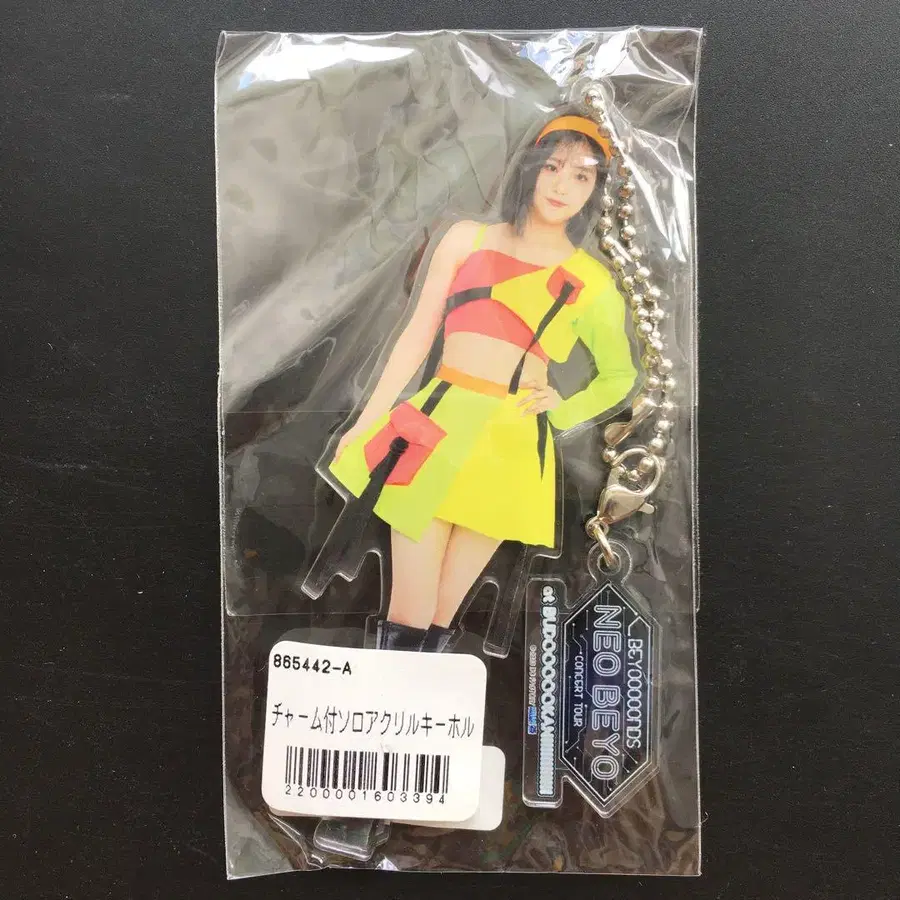 865442-A
チャーム付ソロアクリルキーホル
2200001603394
BEYOOOOONDS
NEO BEYO
CONCERT TOUR